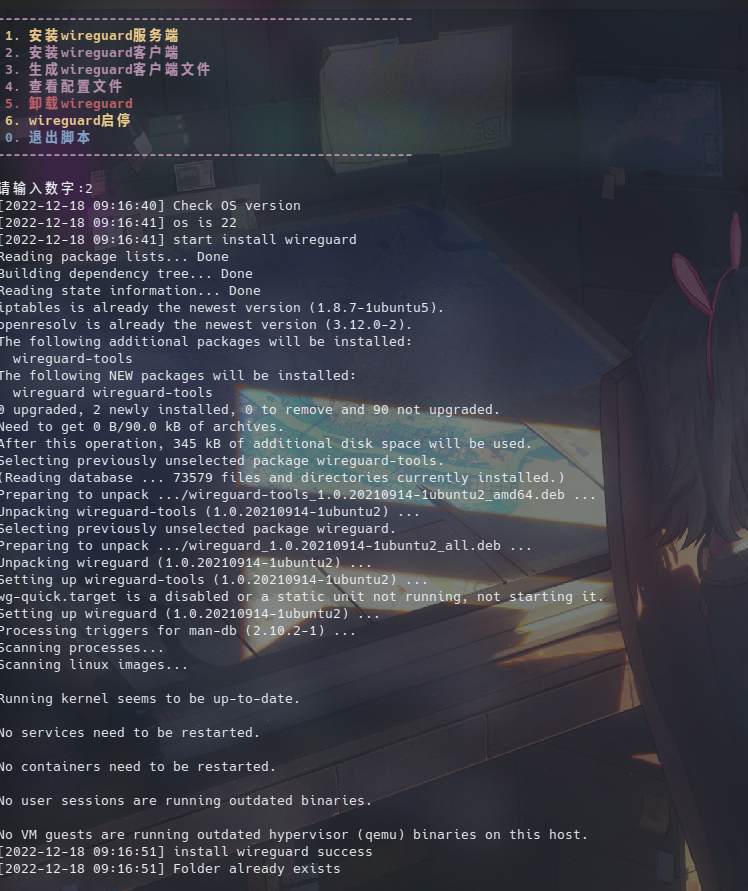 ----------------------------------------------------
1. 安装wireguard服务端
2. 安装wireguard客户端
3. 生成wireguard客户端文件
4. 查看配置文件
5. 卸载wireguard
6. wireguard启停
0. 退出脚本
----------------------------------------------------
请输入数字:2
[2022-12-18 09:16:40] Check OS version
[2022-12-18 09:16:41] os is 22
[2022-12-18 09:16:41] start install wireguard
Reading package lists... Done
Building dependency tree... Done
Reading state information... Done
iptables is already the newest version (1.8.7-1ubuntu5).
openresolv is already the newest version (3.12.0-2).
The following additional packages will be installed:
wireguard-tools
The following NEW packages will be installed:
wireguard wireguard-tools
0 upgraded, 2 newly installed, 0 to remove and 90 not upgraded.
Need to get 0 B/90.0 kB of archives.
After this operation, 345 kB of additional disk space will be used.
Selecting previously unselected package wireguard-tools.
(Reading database ... 73579 files and directories currently installed.)
Preparing to unpack .../wireguard-tools_1.0.20210914-1ubuntu2_amd64.deb ...
Unpacking wireguard-tools (1.0.20210914-1ubuntu2) ...
Selecting previously unselected package wireguard.
Preparing to unpack .../wireguard_1.0.20210914-1ubuntu2_all.deb ...
Unpacking wireguard (1.0.20210914-1ubuntu2) ...
Setting up wireguard-tools (1.0.20210914-1ubuntu2) ...
wg-quick.target is a disabled or a static unit not running, not starting it.
Setting up wireguard (1.0.20210914-1ubuntu2) ...
Processing triggers for man-db (2.10.2-1) ...
Scanning processes...
Scanning linux images...
Running kernel seems to be up-to-date.
No services need to be restarted.
No containers need to be restarted.
No user sessions are running outdated binaries.
No VM guests are running outdated hypervisor (qemu) binaries on this host.
[2022-12-18 09:16:51] install wireguard success
[2022-12-18 09:16:51] Folder already exists